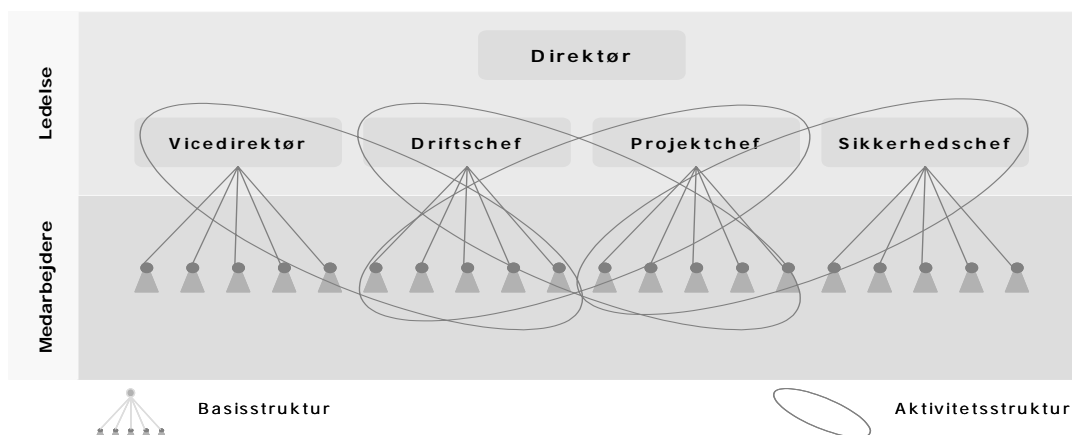 Ledelse
Direktør
Vicedirektør
Driftschef
Projektchef
Sikkerhedschef
Medarbejdere
Basisstruktur
Aktivitetsstruktur